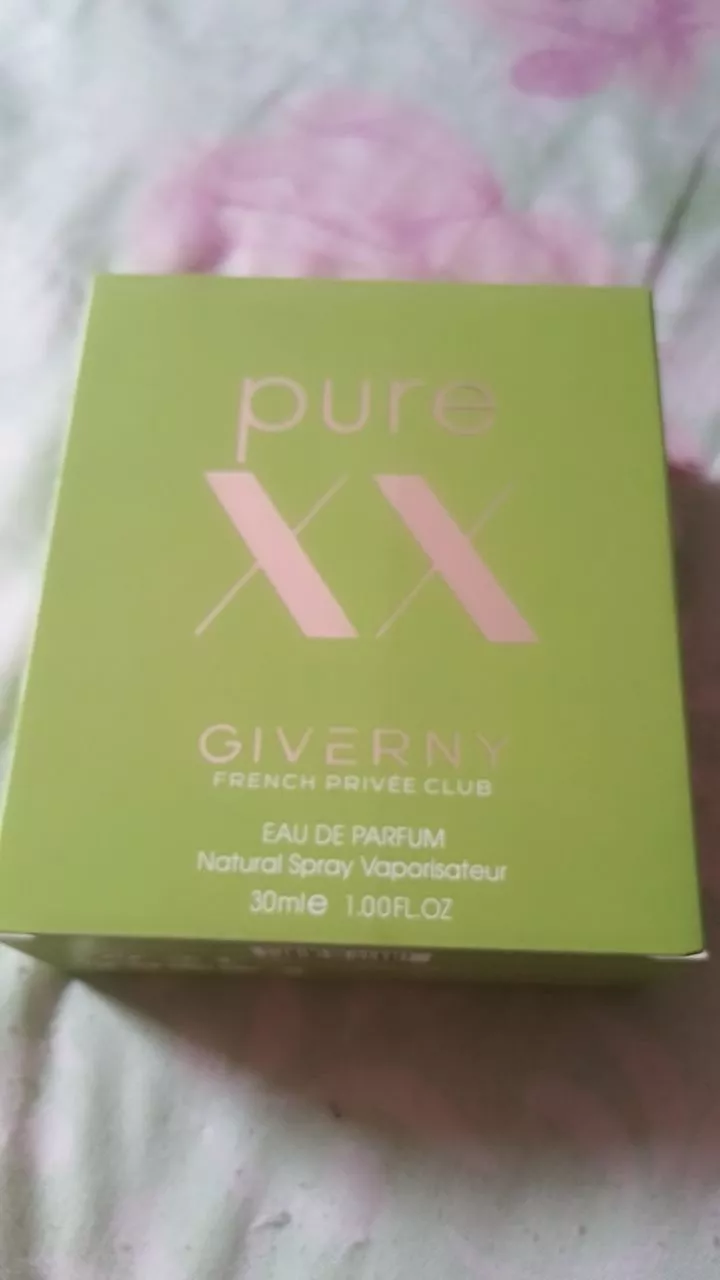 pure
XX
GIVERNY
FRENCH PRIVÉE CLUB
EAU DE PARFUM
Natural Spray Vaporisateur
30ml e 1.00FL.OZ